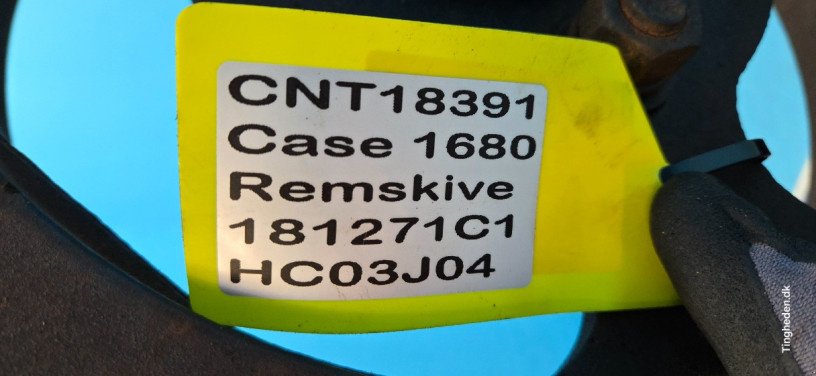 CNT18391
Case 1680
Remskive
181271C1
HC03J04
Tingheden.dk